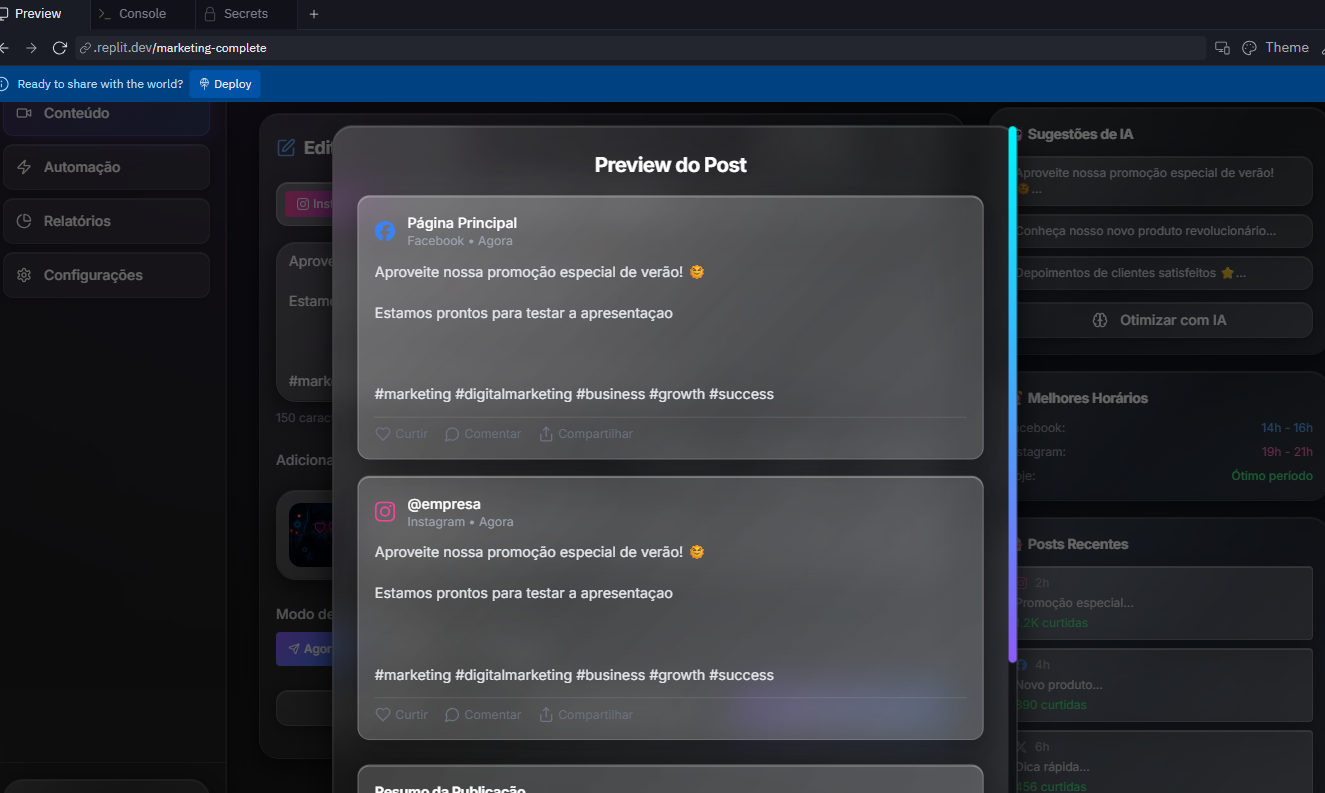 Preview
Console
Secrets
.replit.dev/marketing-complete
Theme
Ready to share with the world?
Deploy
Conteúdo
Automação
Relatórios
Configurações
Edit
Inst
Aprove
Estamo
#mark
150 carac
Adiciona
Modo de
Agor
Preview do Post
Página Principal
Facebook • Agora
Aproveite nossa promoção especial de verão! 🌞
Estamos prontos para testar a apresentaçao
#marketing #digitalmarketing #business #growth #success
Curtir Comentar Compartilhar
@empresa
Instagram • Agora
Aproveite nossa promoção especial de verão! 🌞
Estamos prontos para testar a apresentaçao
#marketing #digitalmarketing #business #growth #success
Curtir Comentar Compartilhar
Resumo da Publicação
Sugestões de IA
Aproveite nossa promoção especial de verão!
🌞...
Conheça nosso novo produto revolucionário...
Depoimentos de clientes satisfeitos ⭐...
Otimizar com IA
Melhores Horários
acebook: 14h - 16h
stagram: 19h - 21h
oje: Ótimo período
Posts Recentes
2h
Promoção especial...
.2K curtidas
4h
Novo produto...
890 curtidas
6h
Dica rápida...
456 curtidas